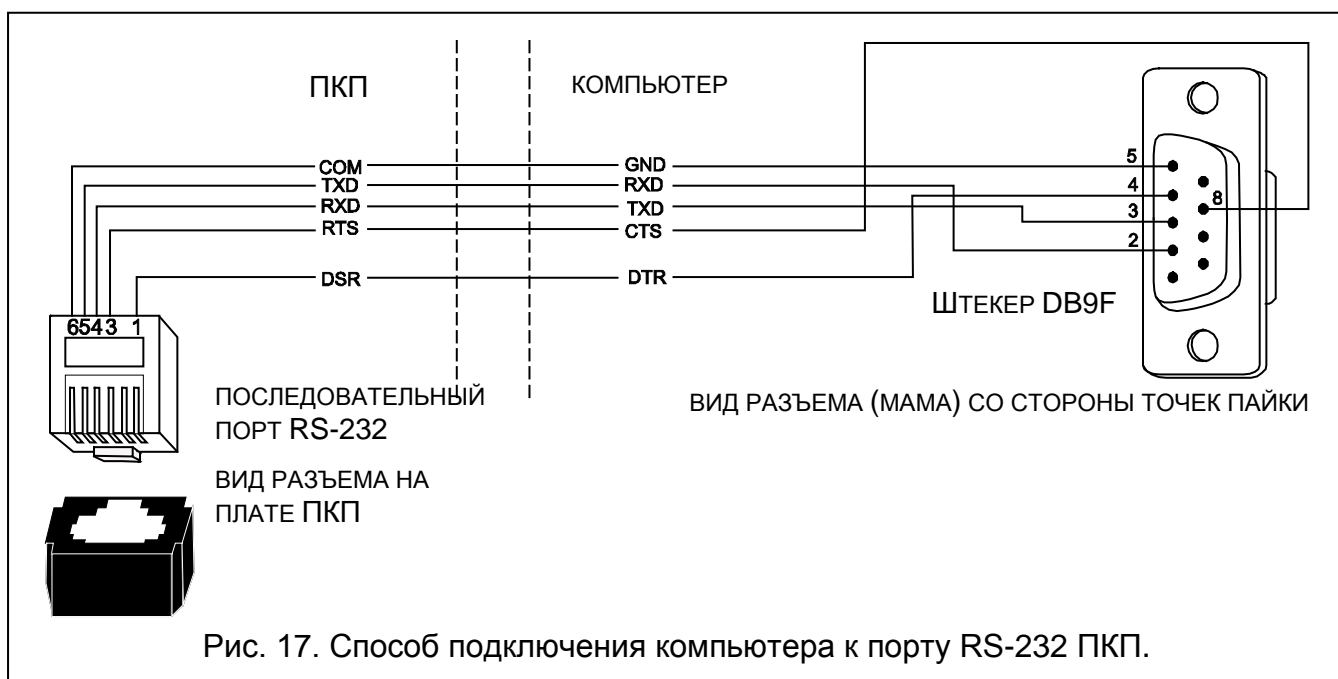 ПКП
КОМПЬЮТЕР
COM
GND
5
TXD
RXD
4
8
RXD
TXD
3
RTS
CTS
2
DSR
DTR
ШТЕКЕР DB9F
6543 1
ПОСЛЕДОВАТЕЛЬНЫЙ
ПОРТ RS-232
ВИД РАЗЪЕМА (МАМА) СО СТОРОНЫ ТОЧЕК ПАЙКИ
ВИД РАЗЪЕМА НА
ПЛАТЕ ПКП
Рис. 17. Способ подключения компьютера к порту RS-232 ПКП.